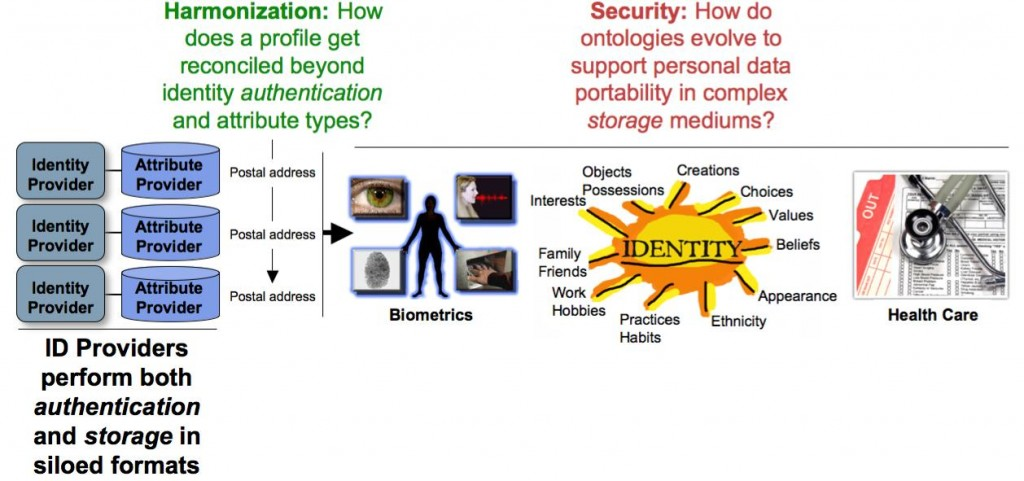 Harmonization: How
does a profile get
reconciled beyond
identity authentication
and attribute types?
Security: How do
ontologies evolve to
support personal data
portability in complex
storage mediums?
Identity
Provider
Attribute
Provider
Postal address
Identity
Provider
Attribute
Provider
Postal address
Identity
Provider
Attribute
Provider
Postal address
ID Providers
perform both
authentication
and storage in
siloed formats
Biometrics
IDENTITY
Objects
Possessions
Creations
Choices
Values
Beliefs
Appearance
Ethnicity
Practices
Habits
Work
Hobbies
Family
Friends
Interests
OUT
Health Care